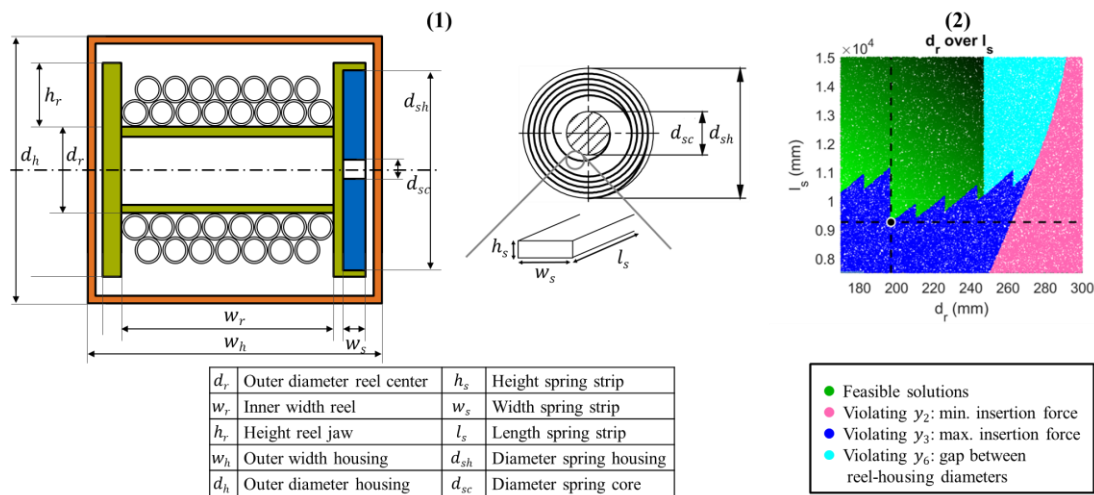 (1)
(2)
h_r
d_h
d_r
d_sh
d_sc
w_r
w_h
w_s
d_sc
d_sh
h_s
w_s
l_s
d_r over l_s
×10^4
1.5
1.4
1.3
1.2
1.1
1
0.9
0.8
l_s (mm)
180 200 220 240 260 280 300
d_r (mm)
d_r Outer diameter reel center h_s Height spring strip
w_r Inner width reel w_s Width spring strip
h_r Height reel jaw l_s Length spring strip
w_h Outer width housing d_sh Diameter spring housing
d_h Outer diameter housing d_sc Diameter spring core
Feasible solutions
Violating y_2: min. insertion force
Violating y_3: max. insertion force
Violating y_6: gap between
reel-housing diameters